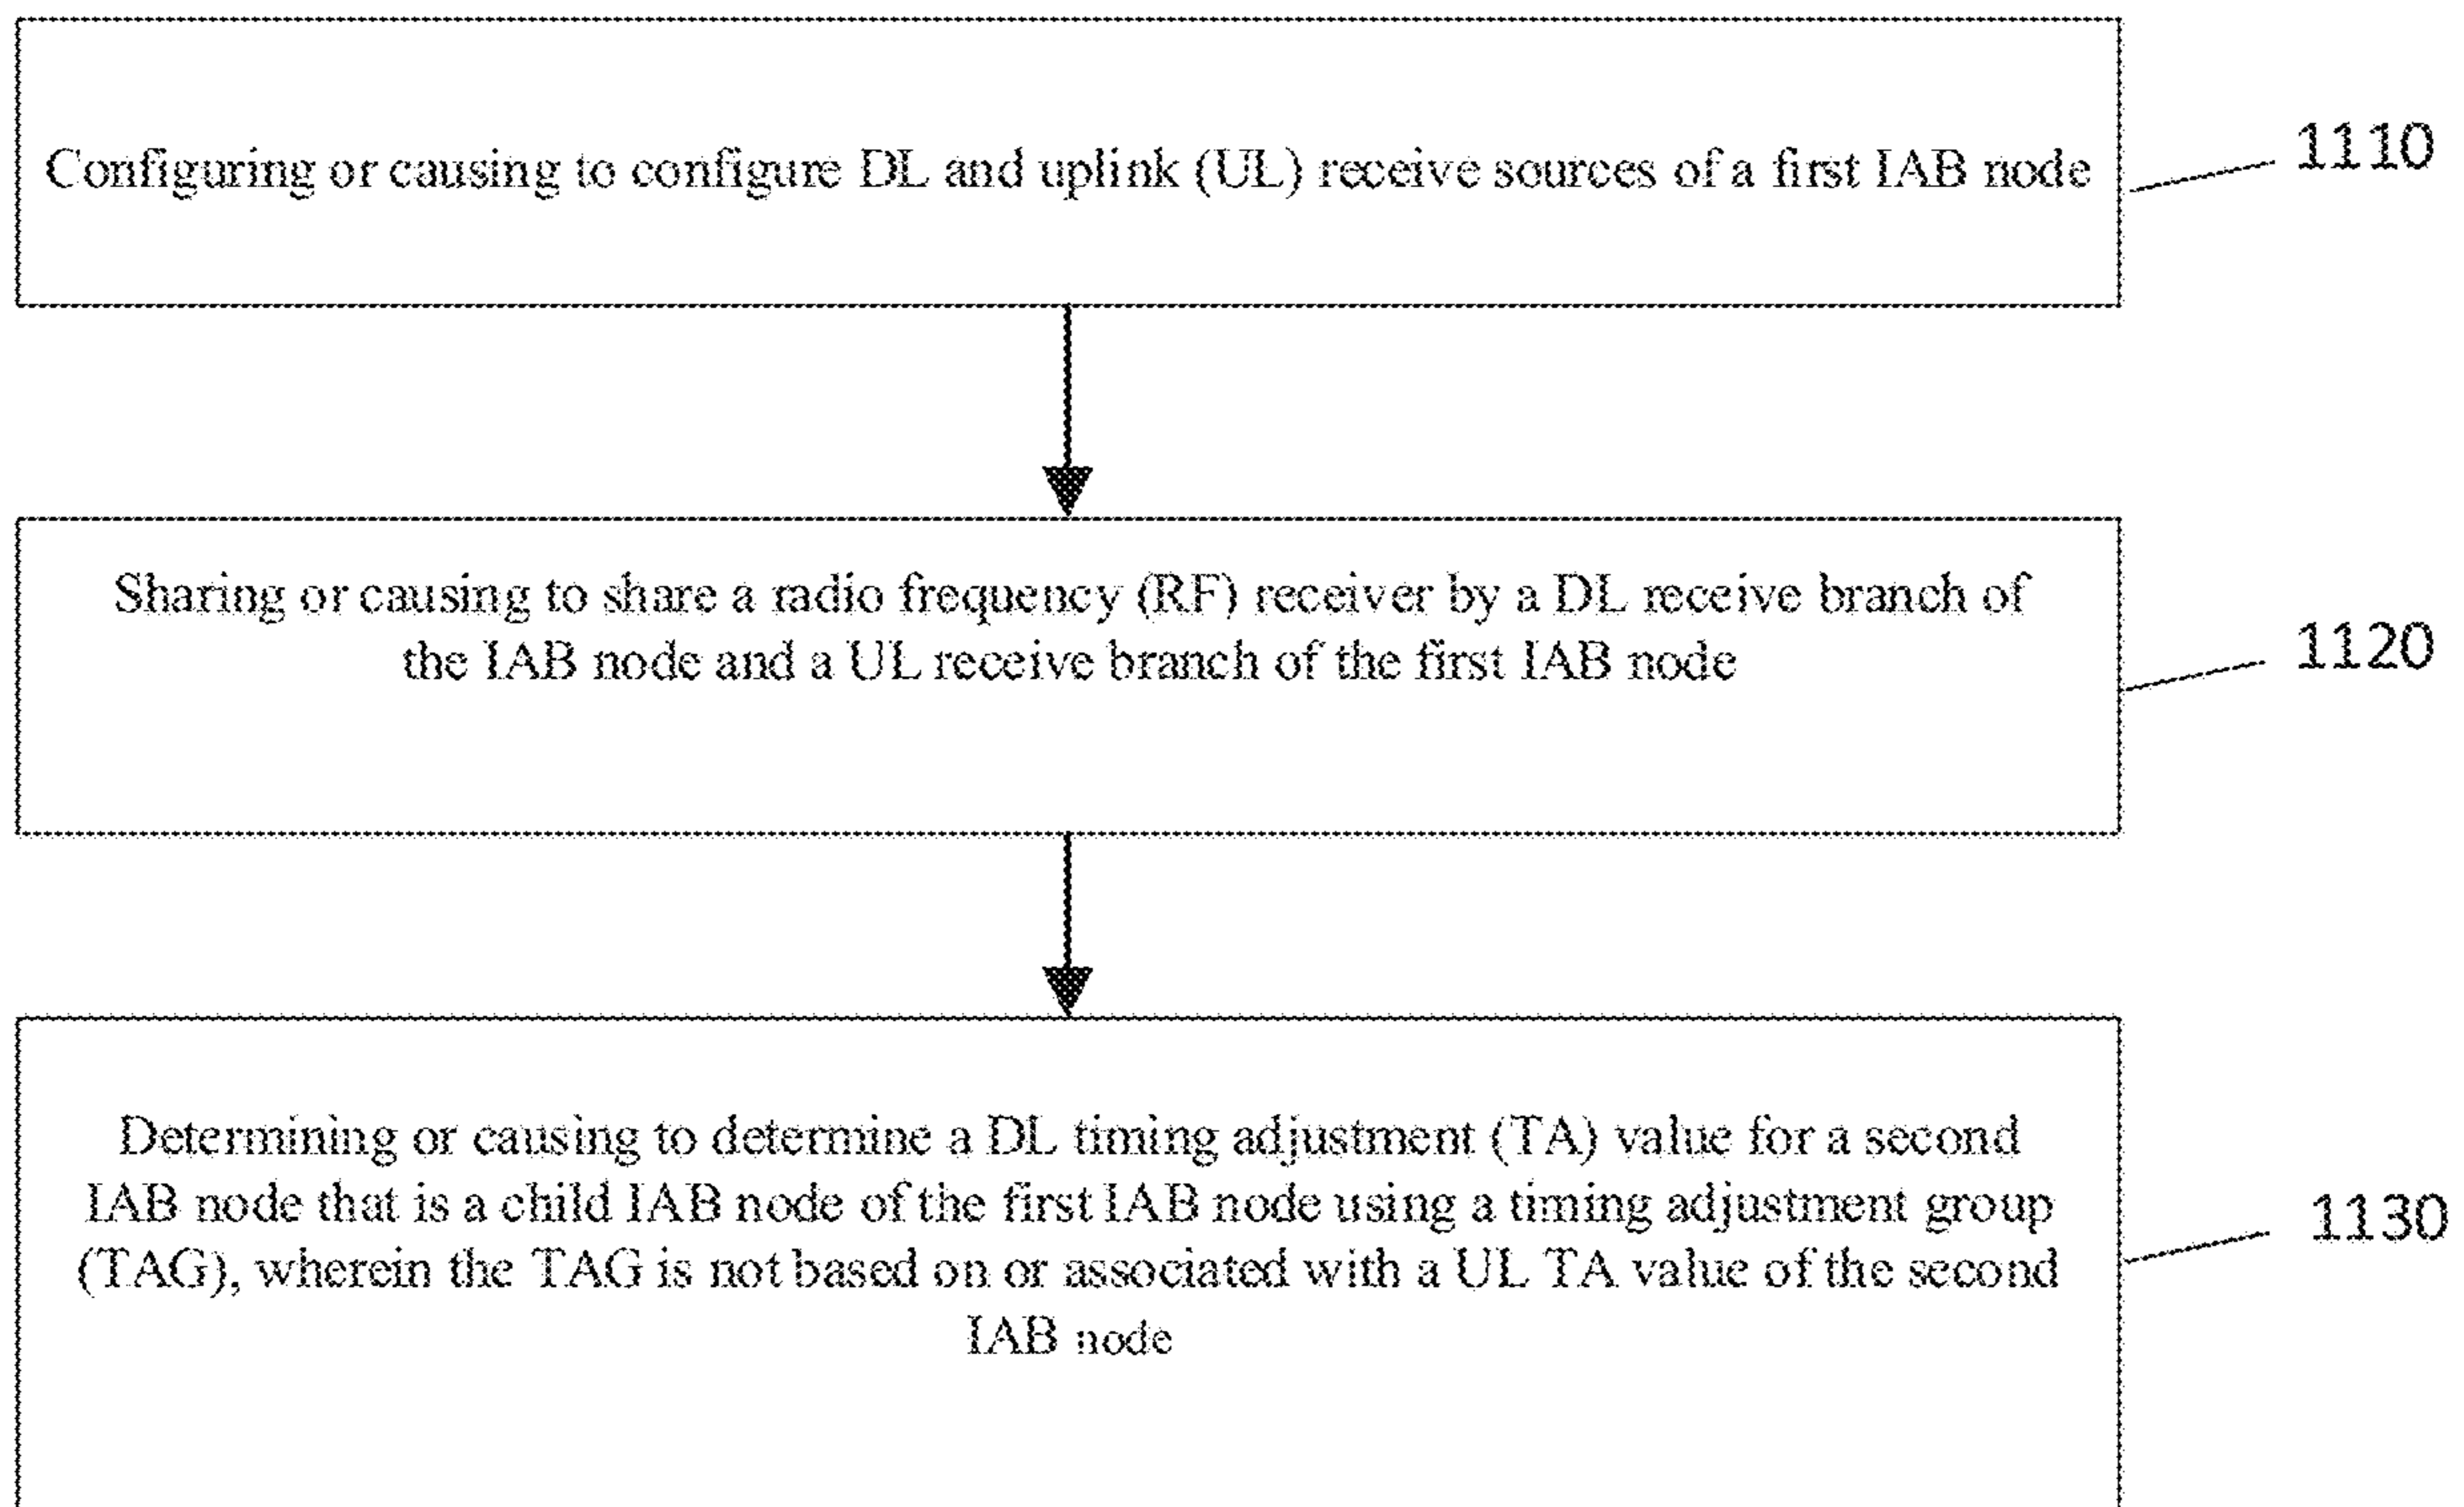 Configuring or causing to configure DL and uplink (UL) receive sources of a first IAB node
1110
Sharing or causing to share a radio frequency (RF) receiver by a DL receive branch of
the IAB node and a UL receive branch of the first IAB node
1120
Determining or causing to determine a DL timing adjustment (TA) value for a second
IAB node that is a child IAB node of the first IAB node using a timing adjustment group
(TAG), wherein the TAG is not based on or associated with a UL TA value of the second
IAB node
1130